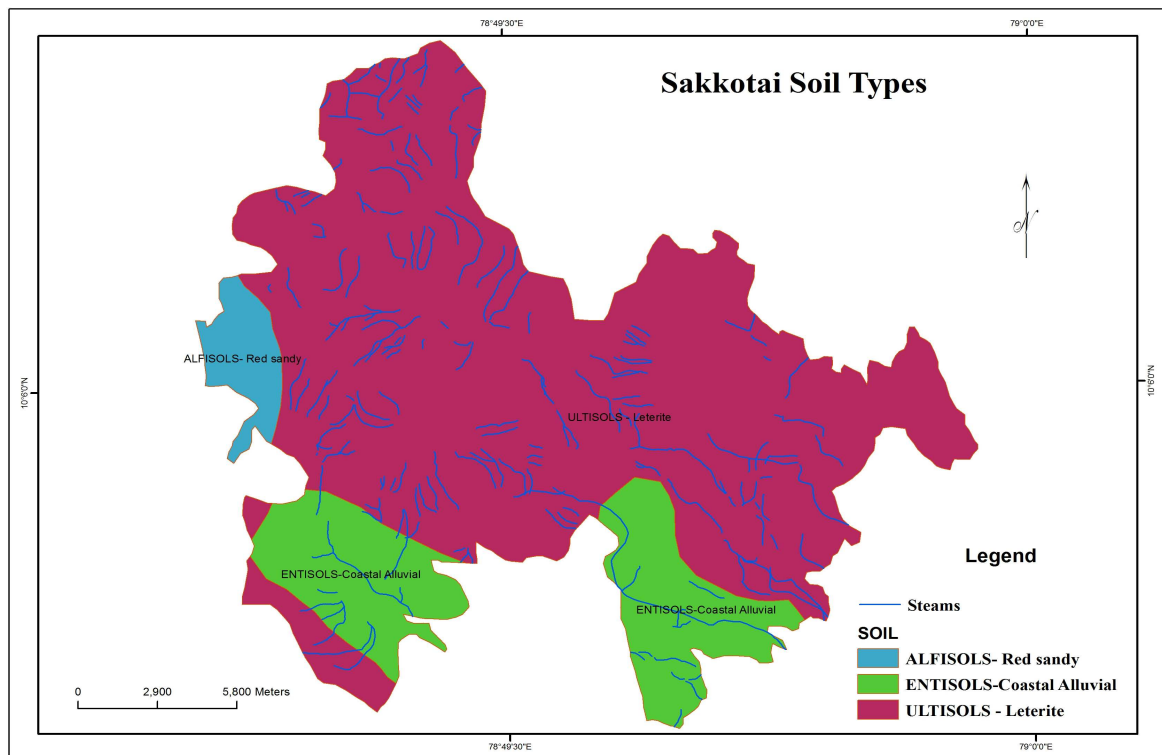 78°49'30"E
79°0'0"E
Sakkotai Soil Types
N
ALFISOLS- Red sandy
10°6'0"N
10°6'0"N
ULTISOLS - Leterite
ENTISOLS-Coastal Alluvial
ENTISOLS-Coastal Alluvial
Legend
Steams
SOIL
ALFISOLS- Red sandy
ENTISOLS-Coastal Alluvial
ULTISOLS - Leterite
0 2,900 5,800 Meters
78°49'30"E
79°0'0"E